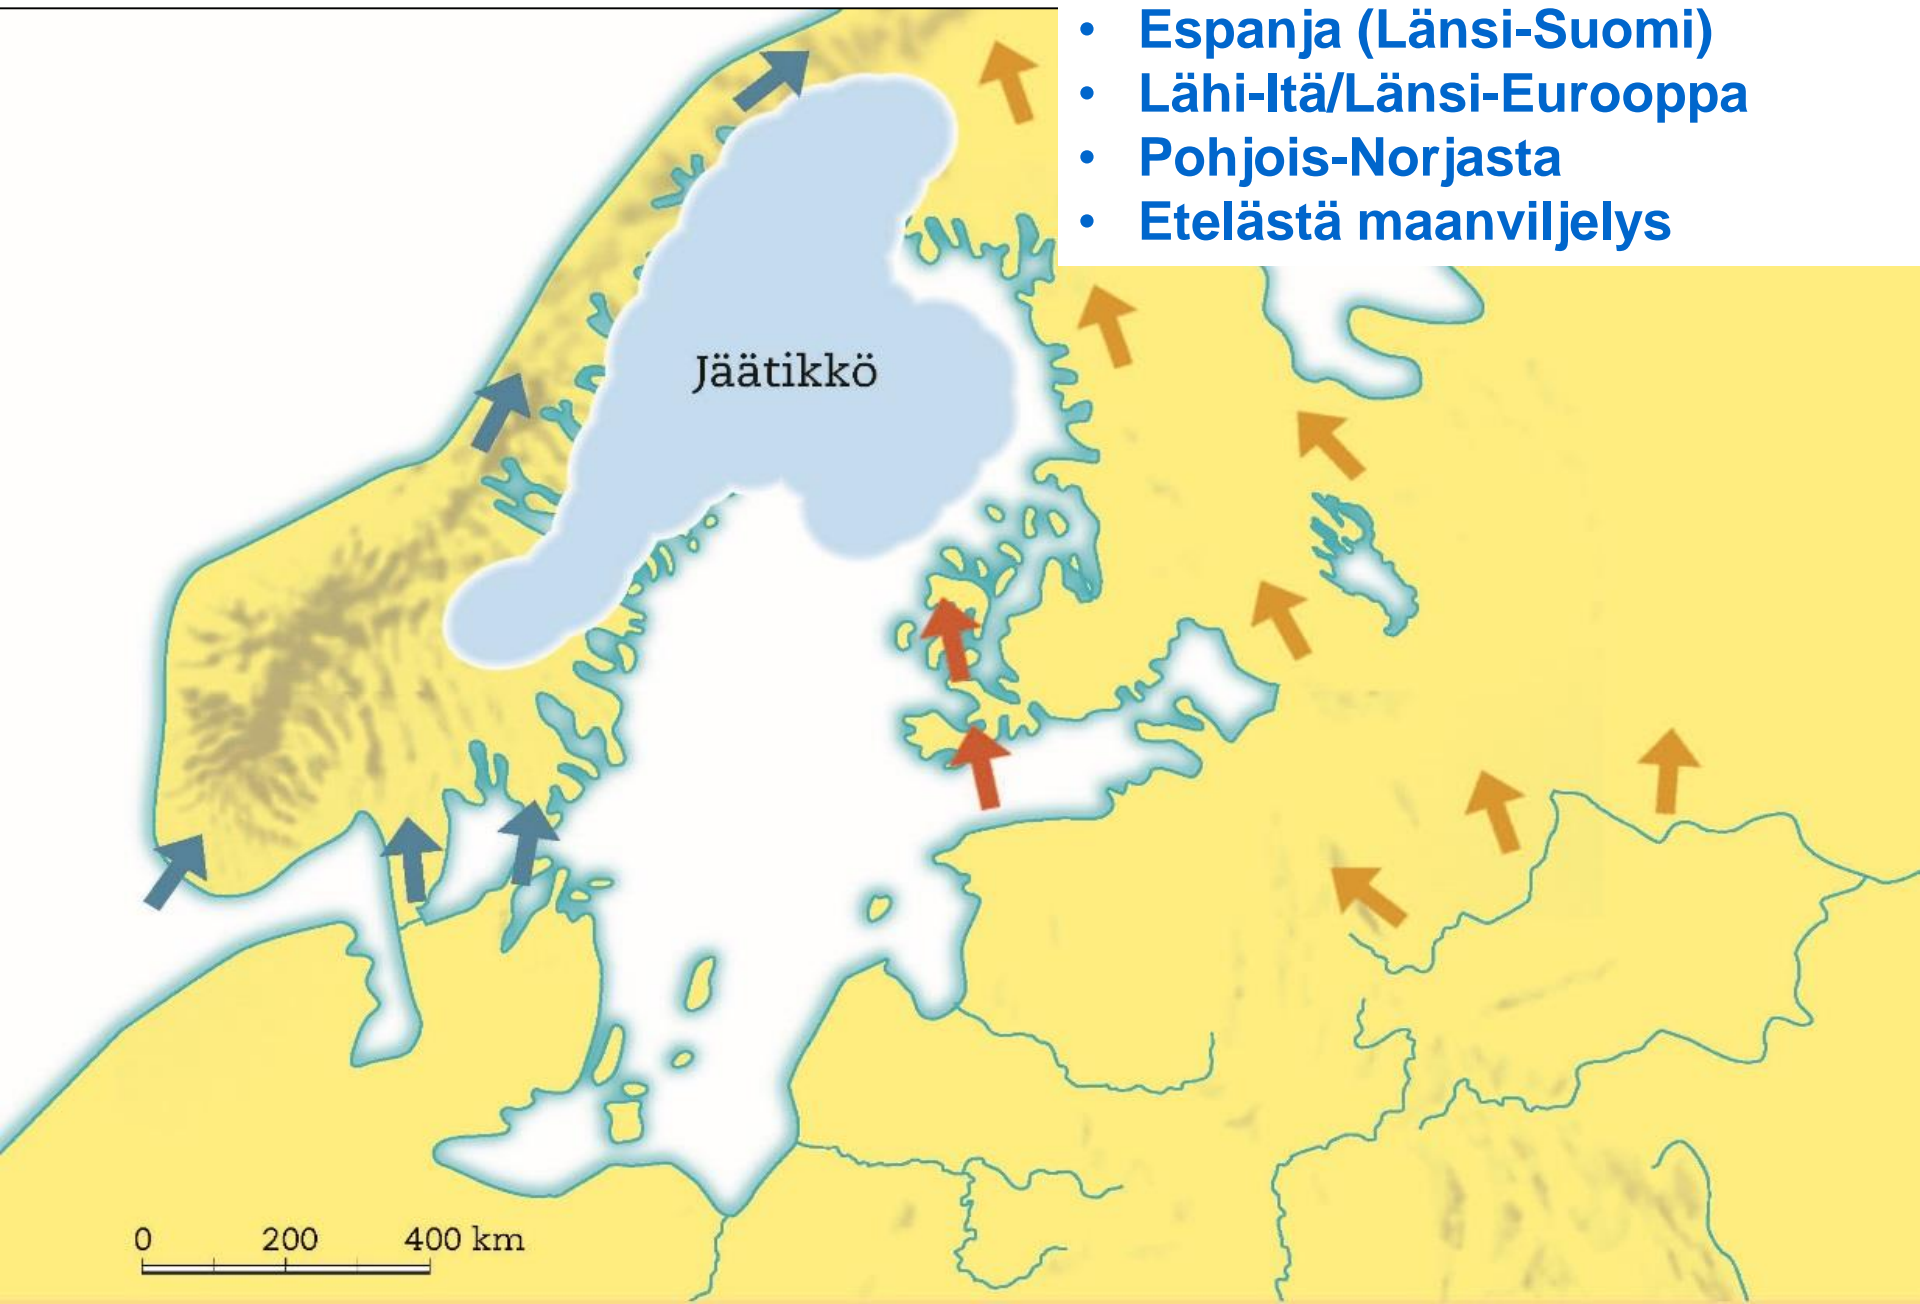 • Espanja (Länsi-Suomi)
• Lähi-Itä/Länsi-Eurooppa
• Pohjois-Norjasta
• Etelästä maanviljelys
Jäätikkö
0 200 400 km